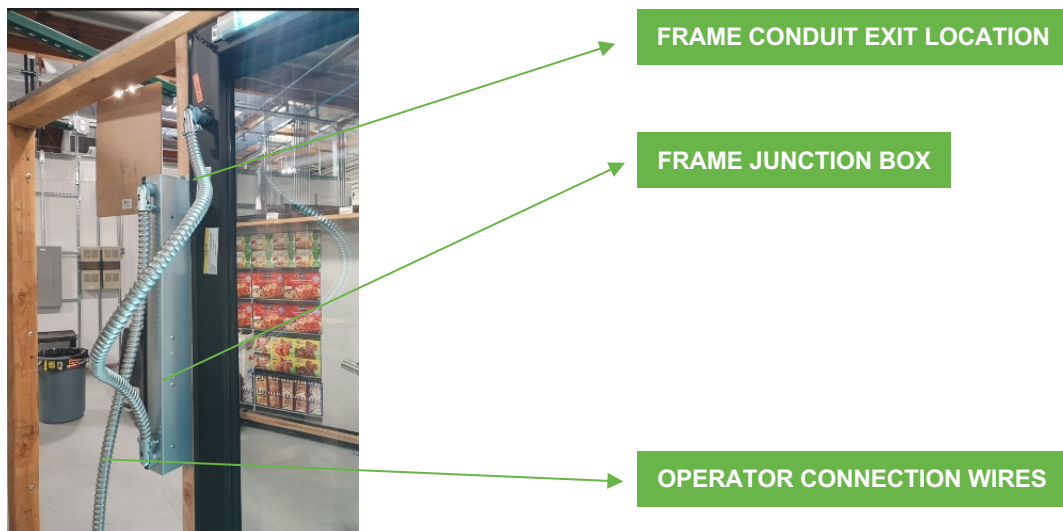 FRAME CONDUIT EXIT LOCATION
FRAME JUNCTION BOX
OPERATOR CONNECTION WIRES